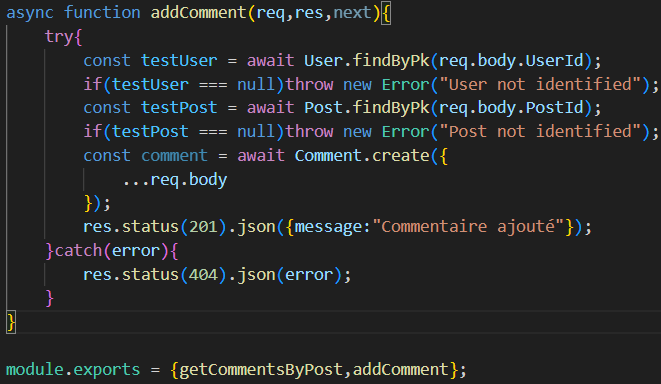 async function addComment(req,res,next){
    try{
        const testUser = await User.findByPk(req.body.UserId);
        if(testUser === null)throw new Error("User not identified");
        const testPost = await Post.findByPk(req.body.PostId);
        if(testPost === null)throw new Error("Post not identified");
        const comment = await Comment.create({
            ...req.body
        });
        res.status(201).json({message:"Commentaire ajouté"});
    }catch(error){
        res.status(404).json(error);
    }
}
module.exports = {getCommentsByPost,addComment};